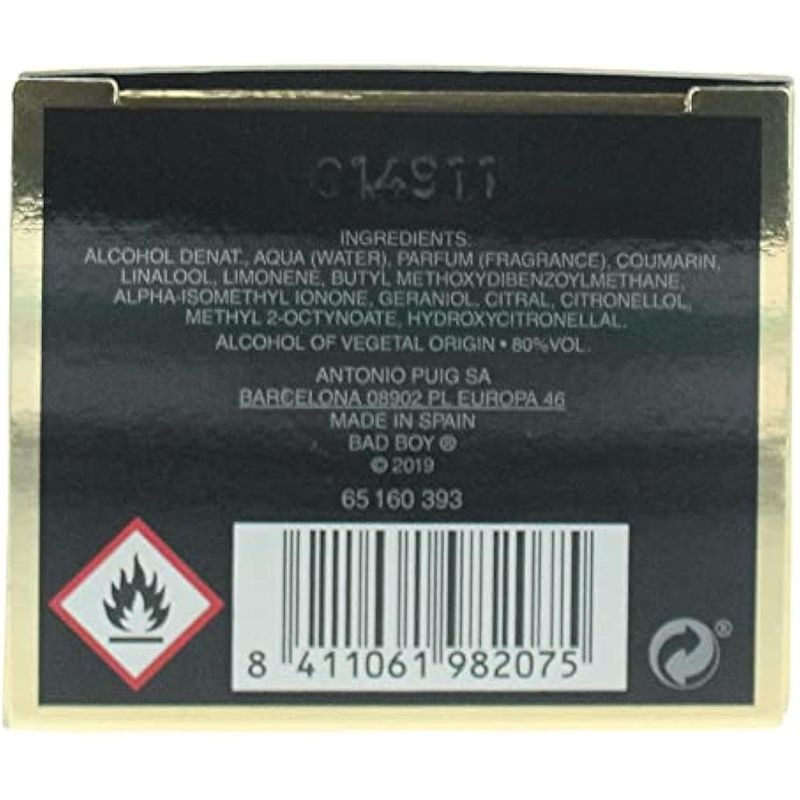 014911
INGREDIENTS:
ALCOHOL DENAT., AQUA (WATER), PARFUM (FRAGRANCE), COUMARIN,
LINALOOL, LIMONENE, BUTYL METHOXYDIBENZOYLMETHANE,
ALPHA-ISOMETHYL IONONE, GERANIOL, CITRAL, CITRONELLOL,
METHYL 2-OCTYNOATE, HYDROXYCITRONELLAL.
ALCOHOL OF VEGETAL ORIGIN • 80%VOL.
ANTONIO PUIG SA
BARCELONA 08902 PL EUROPA 46
MADE IN SPAIN
BAD BOY ®
© 2019
65 160 393
8 411061 982075
®